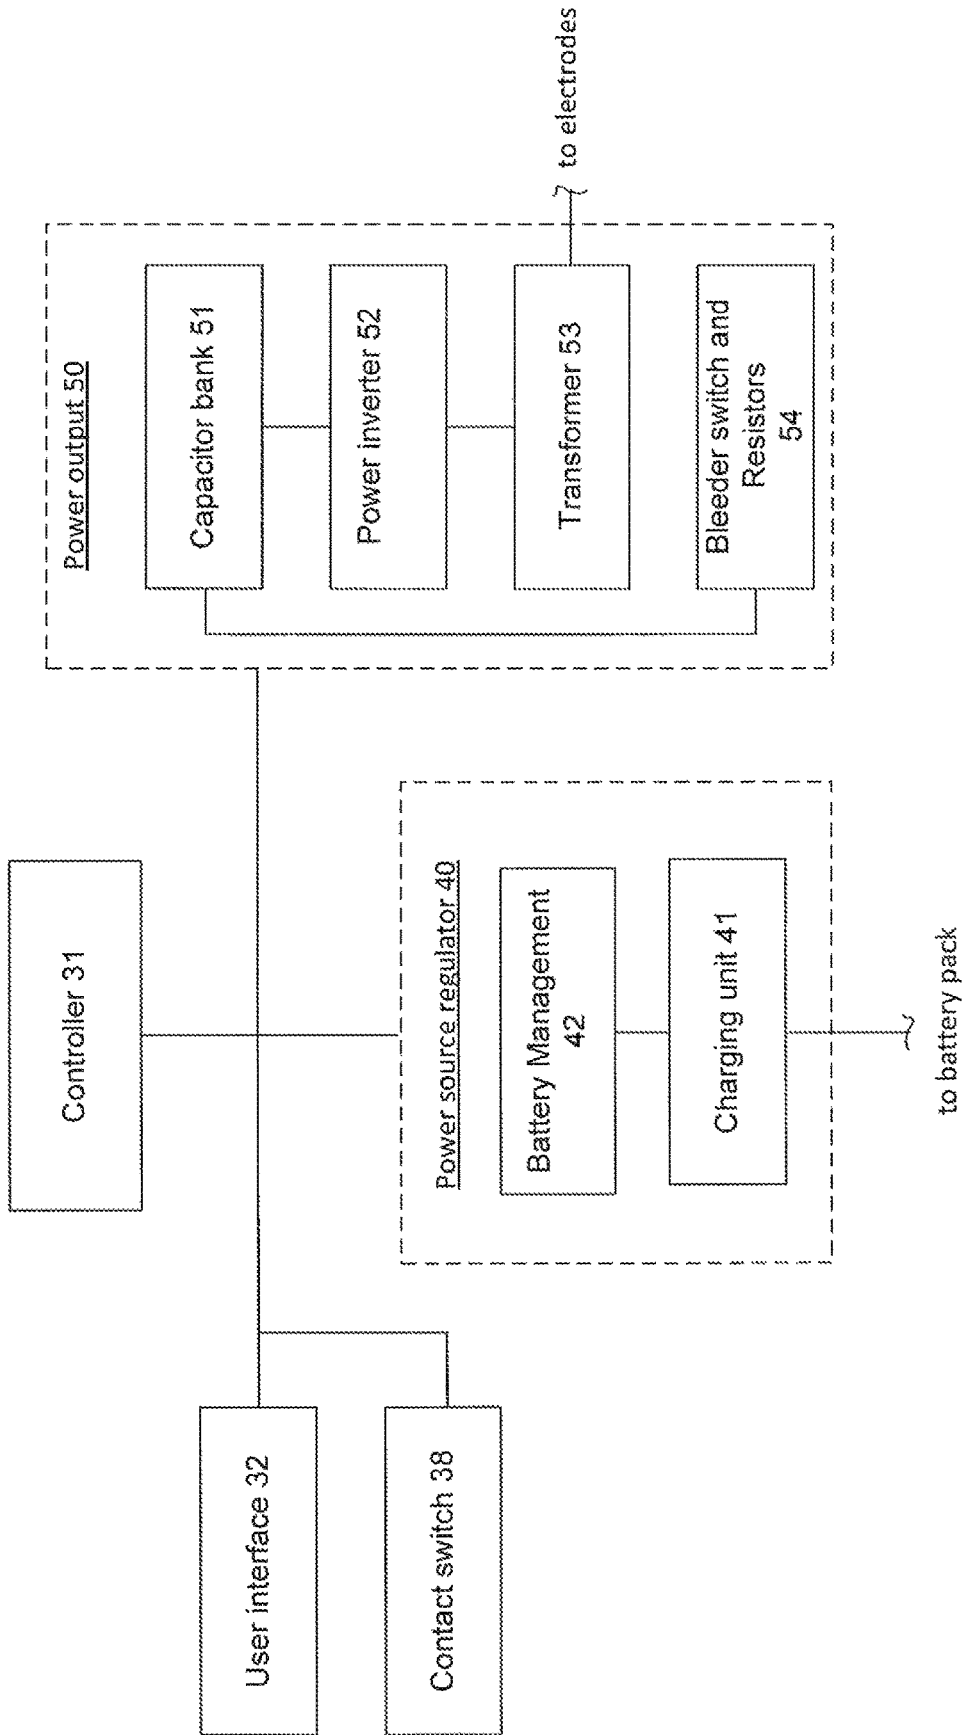 Controller 31
User interface 32
Contact switch 38
Power source regulator 40
Battery Management
42
Charging unit 41
to battery pack
Power output 50
Capacitor bank 51
Power inverter 52
Transformer 53
Bleeder switch and
Resistors
54
to electrodes